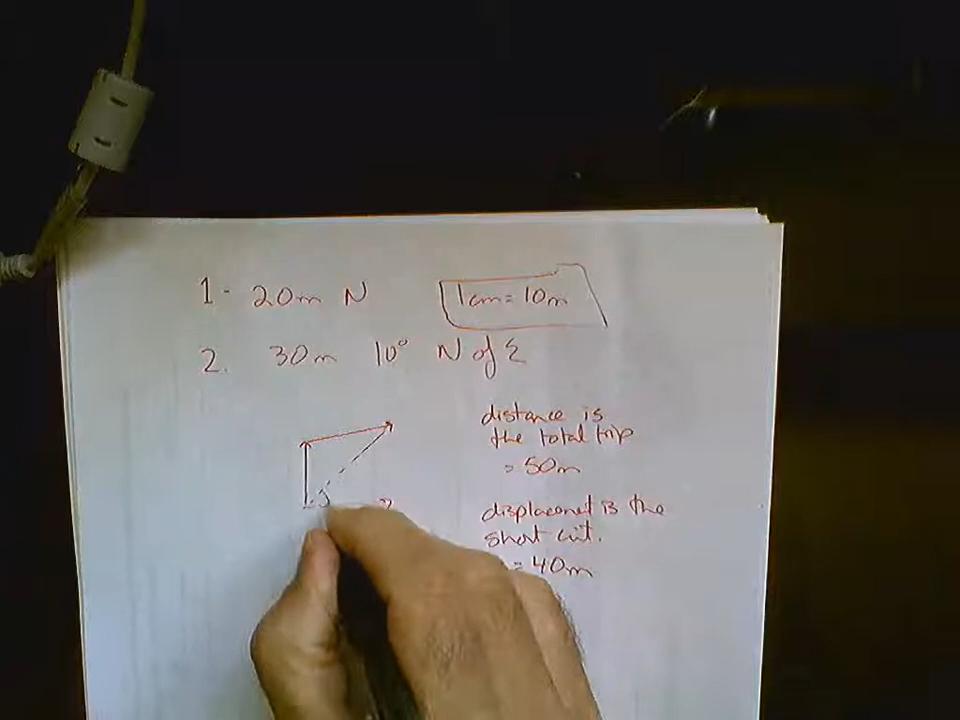 1. 20m N
1cm = 10m
2. 30m 10° N of E
distance is
the total trip
= 50m
displacement is the
short cut.
= 40m